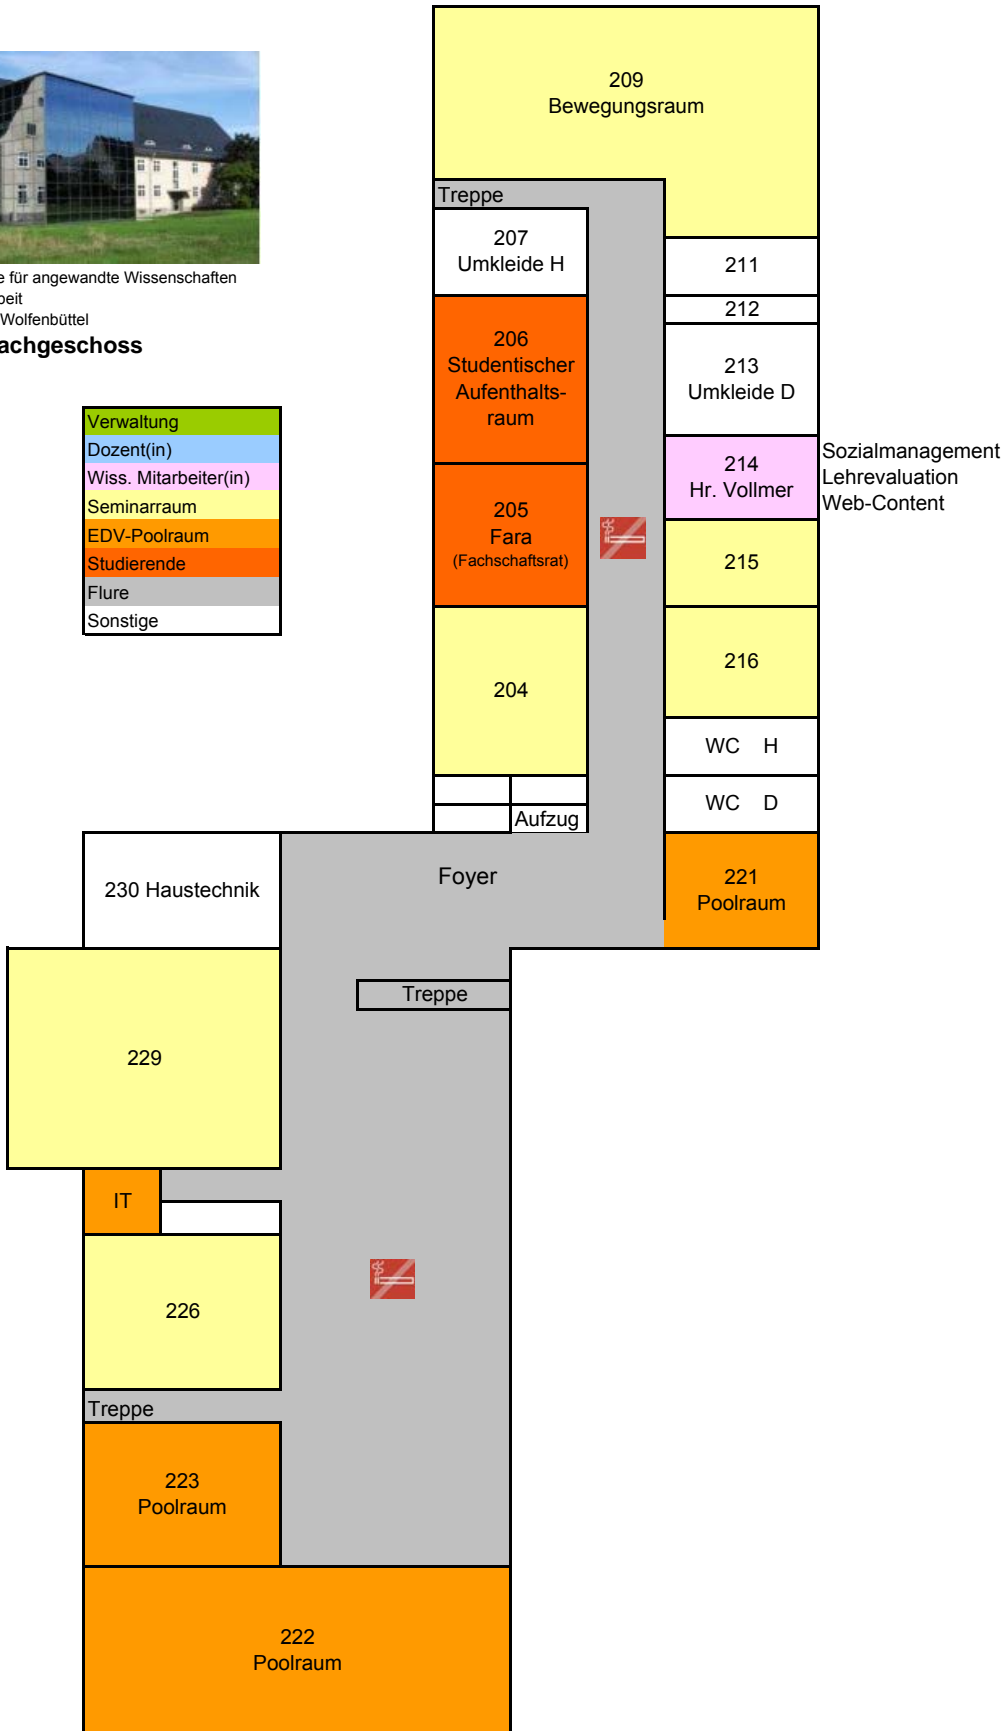 209
Bewegungsraum
Treppe
207
Umkleide H
211
für angewandte Wissenschaften
212
Wolfenbüttel
206
Studentischer
Aufenthalts-
raum
213
Umkleide D
Verwaltung
Dozent(in)
Wiss. Mitarbeiter(in)
Seminarraum
EDV-Poolraum
Studierende
Flure
Sonstige
214
Hr. Vollmer
Sozialmanagement
Lehrevaluation
Web-Content
205
Fara
(Fachschaftsrat)
215
204
216
WC H
WC D
Aufzug
230 Haustechnik
Foyer
221
Poolraum
Treppe
229
IT
226
Treppe
223
Poolraum
222
Poolraum